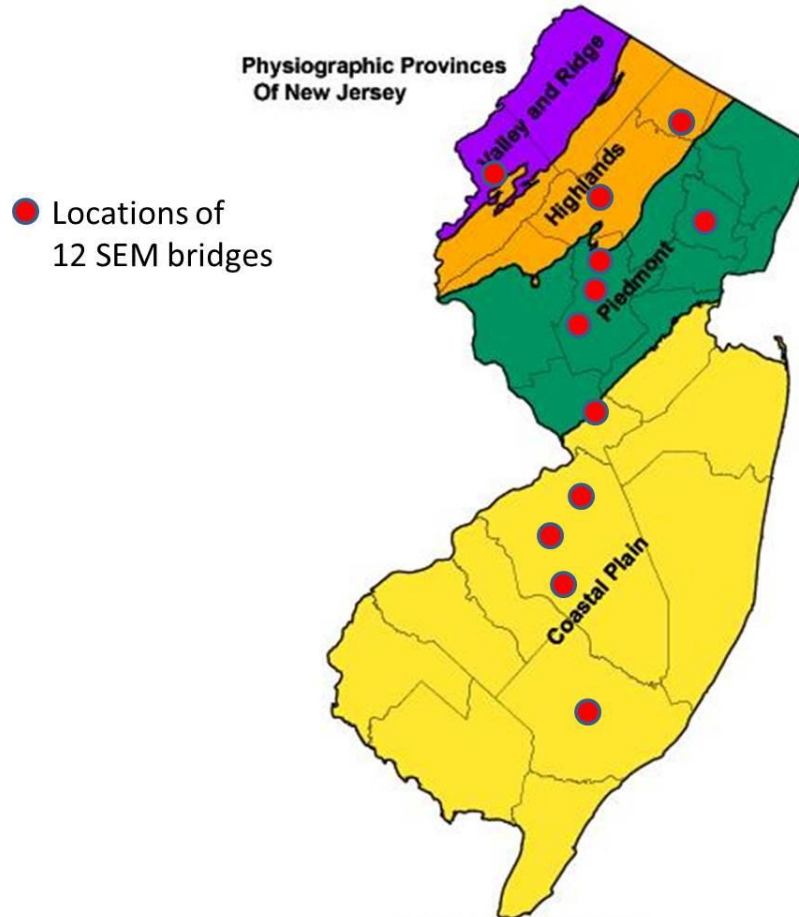 Physiographic Provinces
Of New Jersey
Valley and Ridge
Highlands
Locations of
12 SEM bridges
Piedmont
Coastal Plain